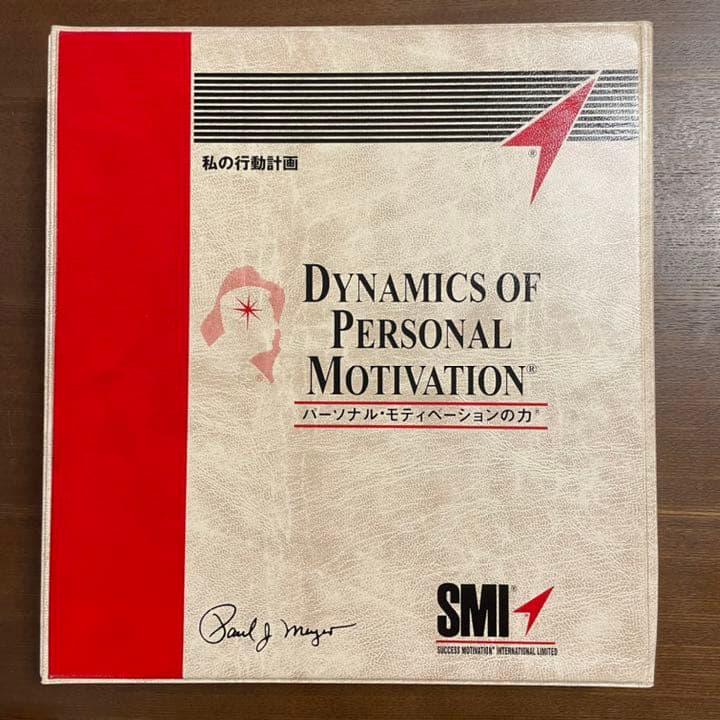 ®
私の行動計画
DYNAMICS OF
PERSONAL
MOTIVATION®
パーソナル・モティベーションの力®
®
Paul J Meyer
SMI®
SUCCESS MOTIVATION® INTERNATIONAL LIMITED